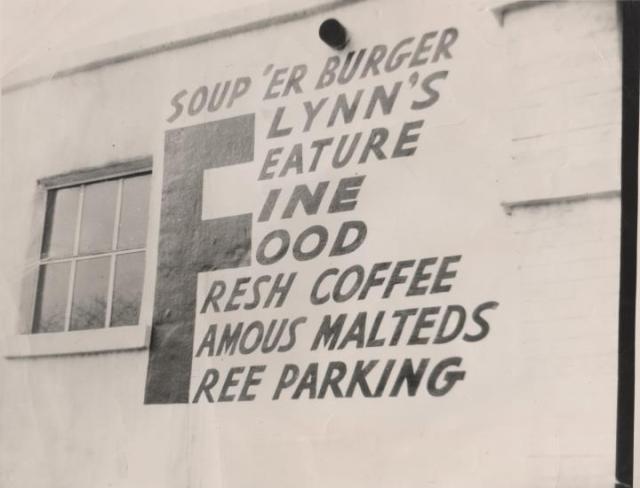 SOUP 'ER BURGER
F
LYNN'S
EATURE
INE
OOD
RESH COFFEE
AMOUS MALTEDS
REE PARKING